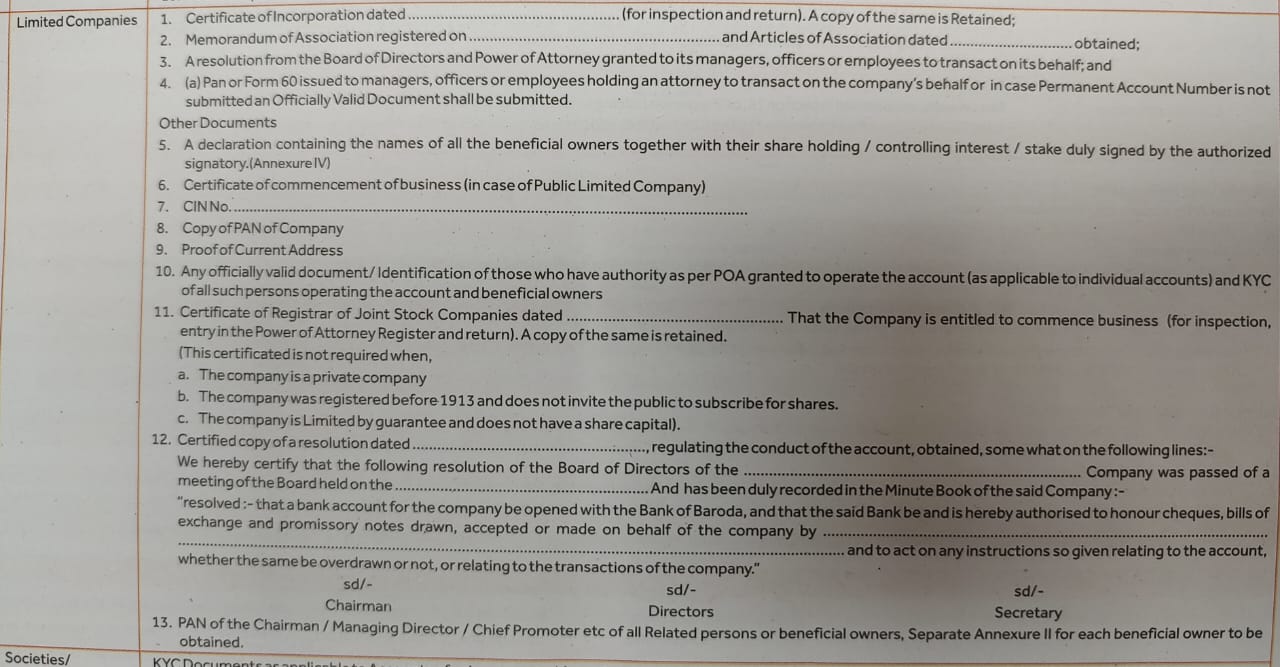 Limited Companies
1. Certificate of Incorporation dated ................................................ (for inspection and return). A copy of the same is Retained;
2. Memorandum of Association registered on ......................................................... and Articles of Association dated ............................ obtained;
3. A resolution from the Board of Directors and Power of Attorney granted to its managers, officers or employees to transact on its behalf; and
4. (a) Pan or Form 60 issued to managers, officers or employees holding an attorney to transact on the company's behalf or in case Permanent Account Number is not
submitted an Officially Valid Document shall be submitted.
Other Documents
5. A declaration containing the names of all the beneficial owners together with their share holding / controlling interest / stake duly signed by the authorized
signatory.(Annexure IV)
6. Certificate of commencement of business (in case of Public Limited Company)
7. CIN No. ....................................................................................................................
8. Copy of PAN of Company
9. Proof of Current Address
10. Any officially valid document/ Identification of those who have authority as per POA granted to operate the account (as applicable to individual accounts) and KYC
of all such persons operating the account and beneficial owners
11. Certificate of Registrar of Joint Stock Companies dated ................................................. That the Company is entitled to commence business (for inspection,
entry in the Power of Attorney Register and return). A copy of the same is retained.
(This certificated is not required when,
a. The company is a private company
b. The company was registered before 1913 and does not invite the public to subscribe for shares.
c. The company is Limited by guarantee and does not have a share capital).
12. Certified copy of a resolution dated ....................................................., regulating the conduct of the account, obtained, some what on the following lines:-
We hereby certify that the following resolution of the Board of Directors of the ............................................................................ Company was passed of a
meeting of the Board held on the ......................................................... And has been duly recorded in the Minute Book of the said Company :-
"resolved :- that a bank account for the company be opened with the Bank of Baroda, and that the said Bank be and is hereby authorised to honour cheques, bills of
exchange and promissory notes drawn, accepted or made on behalf of the company by ....................................................................................................
...................................................................................................................................................... and to act on any instructions so given relating to the account,
whether the same be overdrawn or not, or relating to the transactions of the company."
sd/- sd/- sd/-
Chairman Directors Secretary
13. PAN of the Chairman / Managing Director / Chief Promoter etc of all Related persons or beneficial owners, Separate Annexure II for each beneficial owner to be
obtained.
Societies/
KYC Documents as applicable to